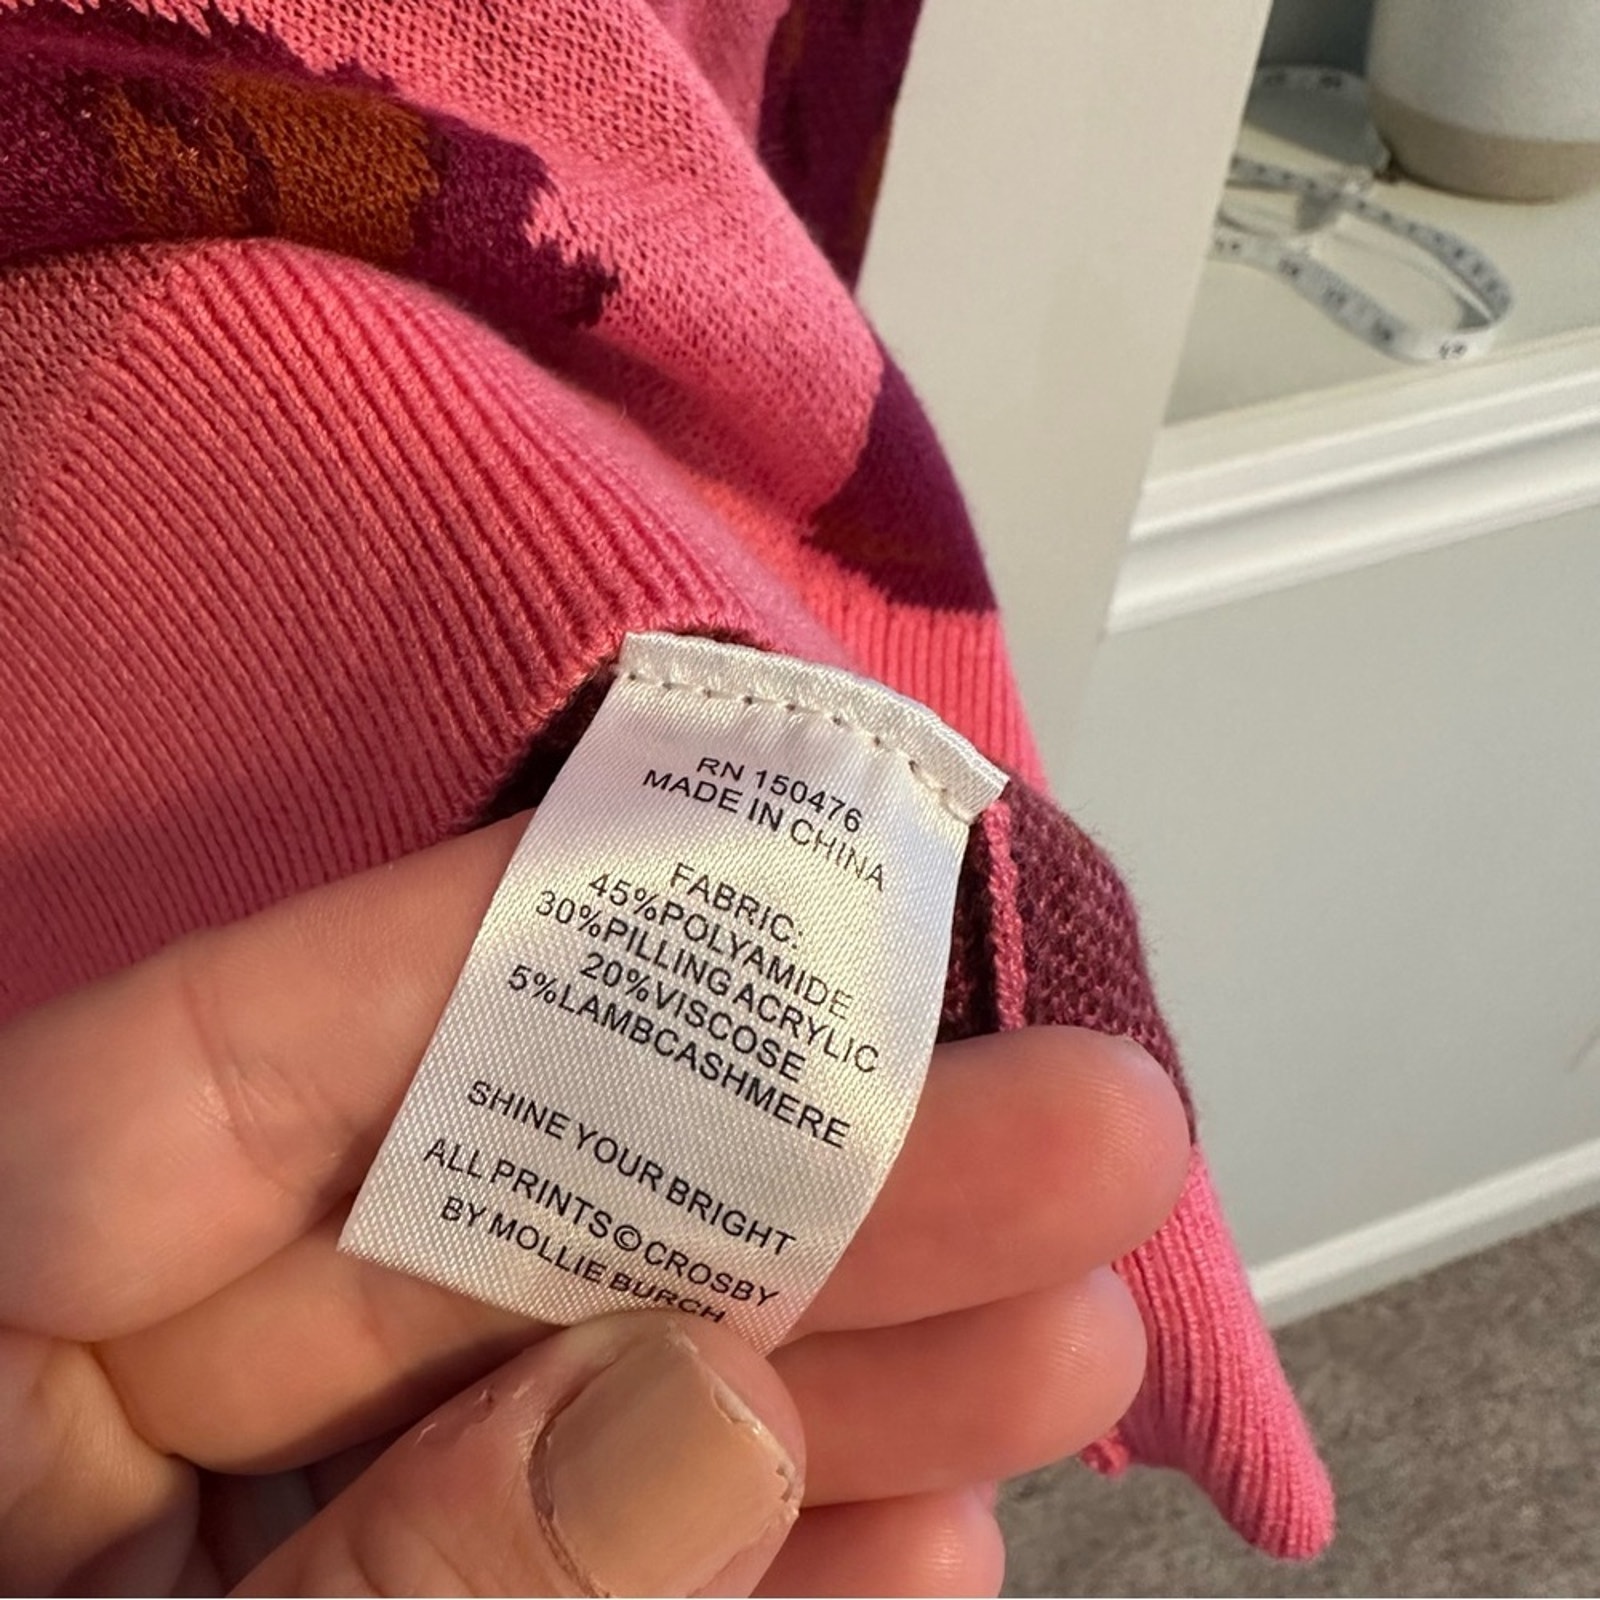 RN 150476
MADE IN CHINA
FABRIC:
45%POLYAMIDE
30%PILLING ACRYLIC
20%VISCOSE
5%LAMBCASHMERE
SHINE YOUR BRIGHT
ALL PRINTS©CROSBY
BY MOLLIE BURCH